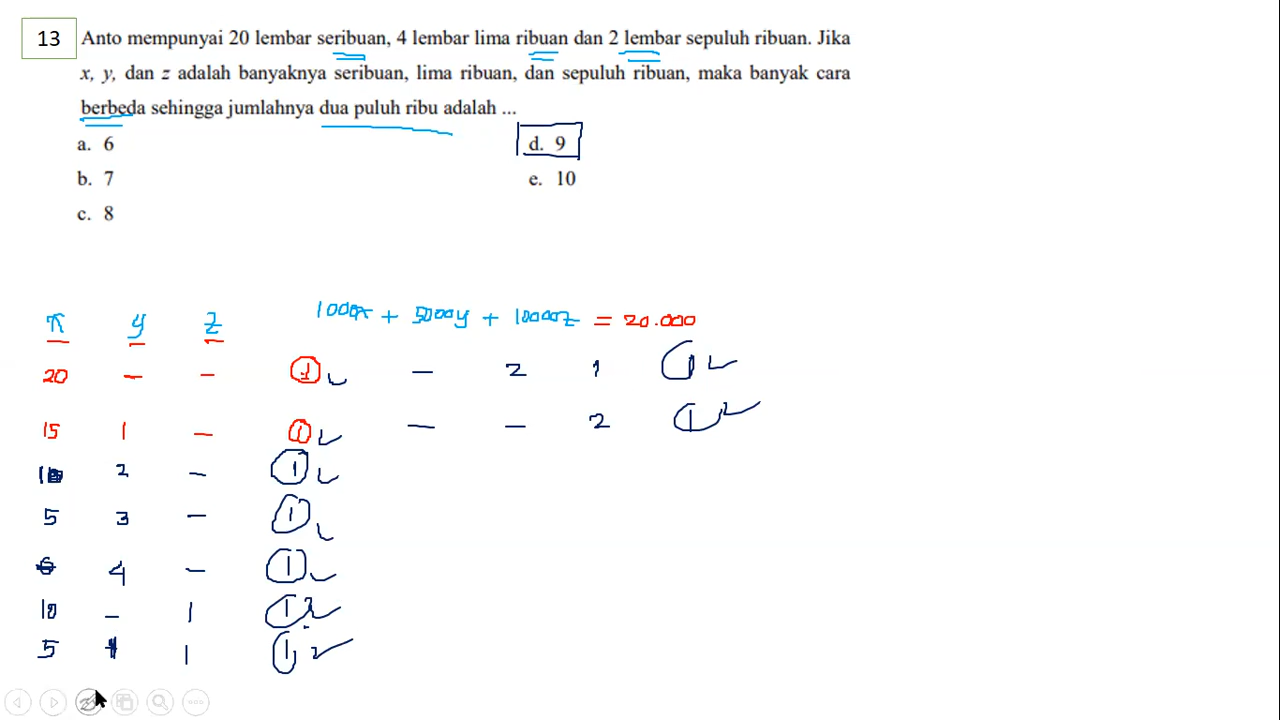 13
Anto mempunyai 20 lembar seribuan, 4 lembar lima ribuan dan 2 lembar sepuluh ribuan. Jika
x, y, dan z adalah banyaknya seribuan, lima ribuan, dan sepuluh ribuan, maka banyak cara
berbeda sehingga jumlahnya dua puluh ribu adalah ...
a. 6
d. 9
b. 7
e. 10
c. 8
x y z 1000x + 5000y + 10000z = 20.000
20 — — 1 — 2 1 1
15 1 — 1 — — 2 1
10 2 — 1
5 3 — 1
4 — 1
10 — 1 1
5 1 1 1